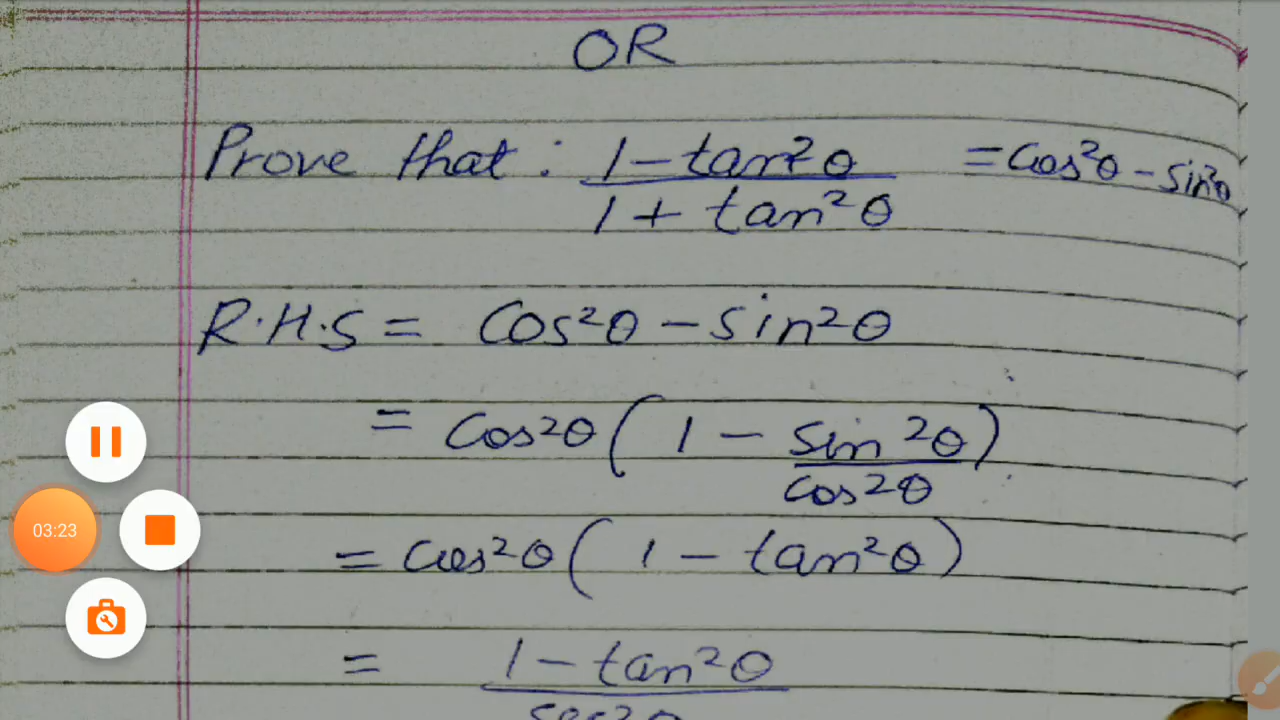 OR
Prove that : 1 - tan²θ / 1 + tan²θ = Cos²θ - Sin²θ
R.H.S = Cos²θ - Sin²θ
= Cos²θ ( 1 - Sin²θ / Cos²θ )
= Cos²θ ( 1 - tan²θ )
03:23
= 1 - tan²θ / sec²θ